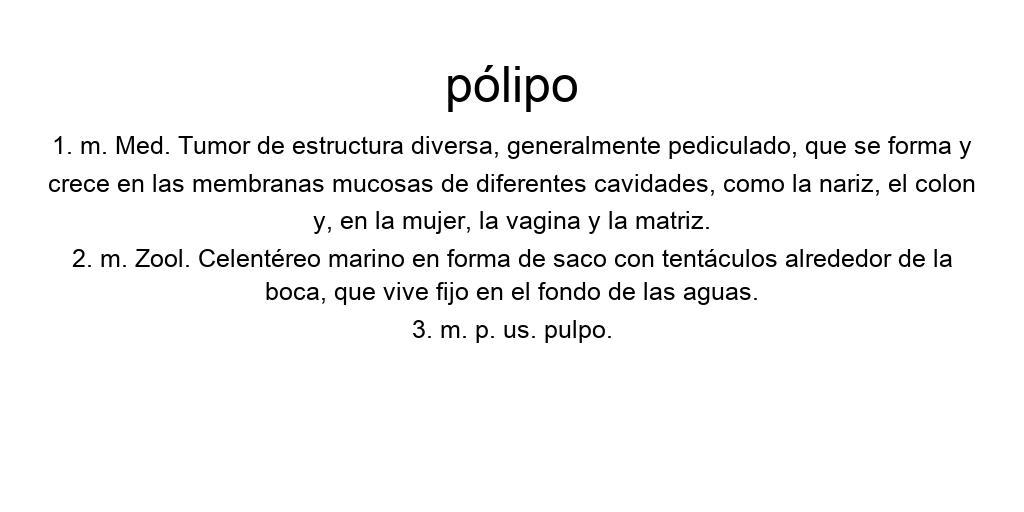 pólipo
1. m. Med. Tumor de estructura diversa, generalmente pediculado, que se forma y
crece en las membranas mucosas de diferentes cavidades, como la nariz, el colon
y, en la mujer, la vagina y la matriz.
2. m. Zool. Celentéreo marino en forma de saco con tentáculos alrededor de la
boca, que vive fijo en el fondo de las aguas.
3. m. p. us. pulpo.